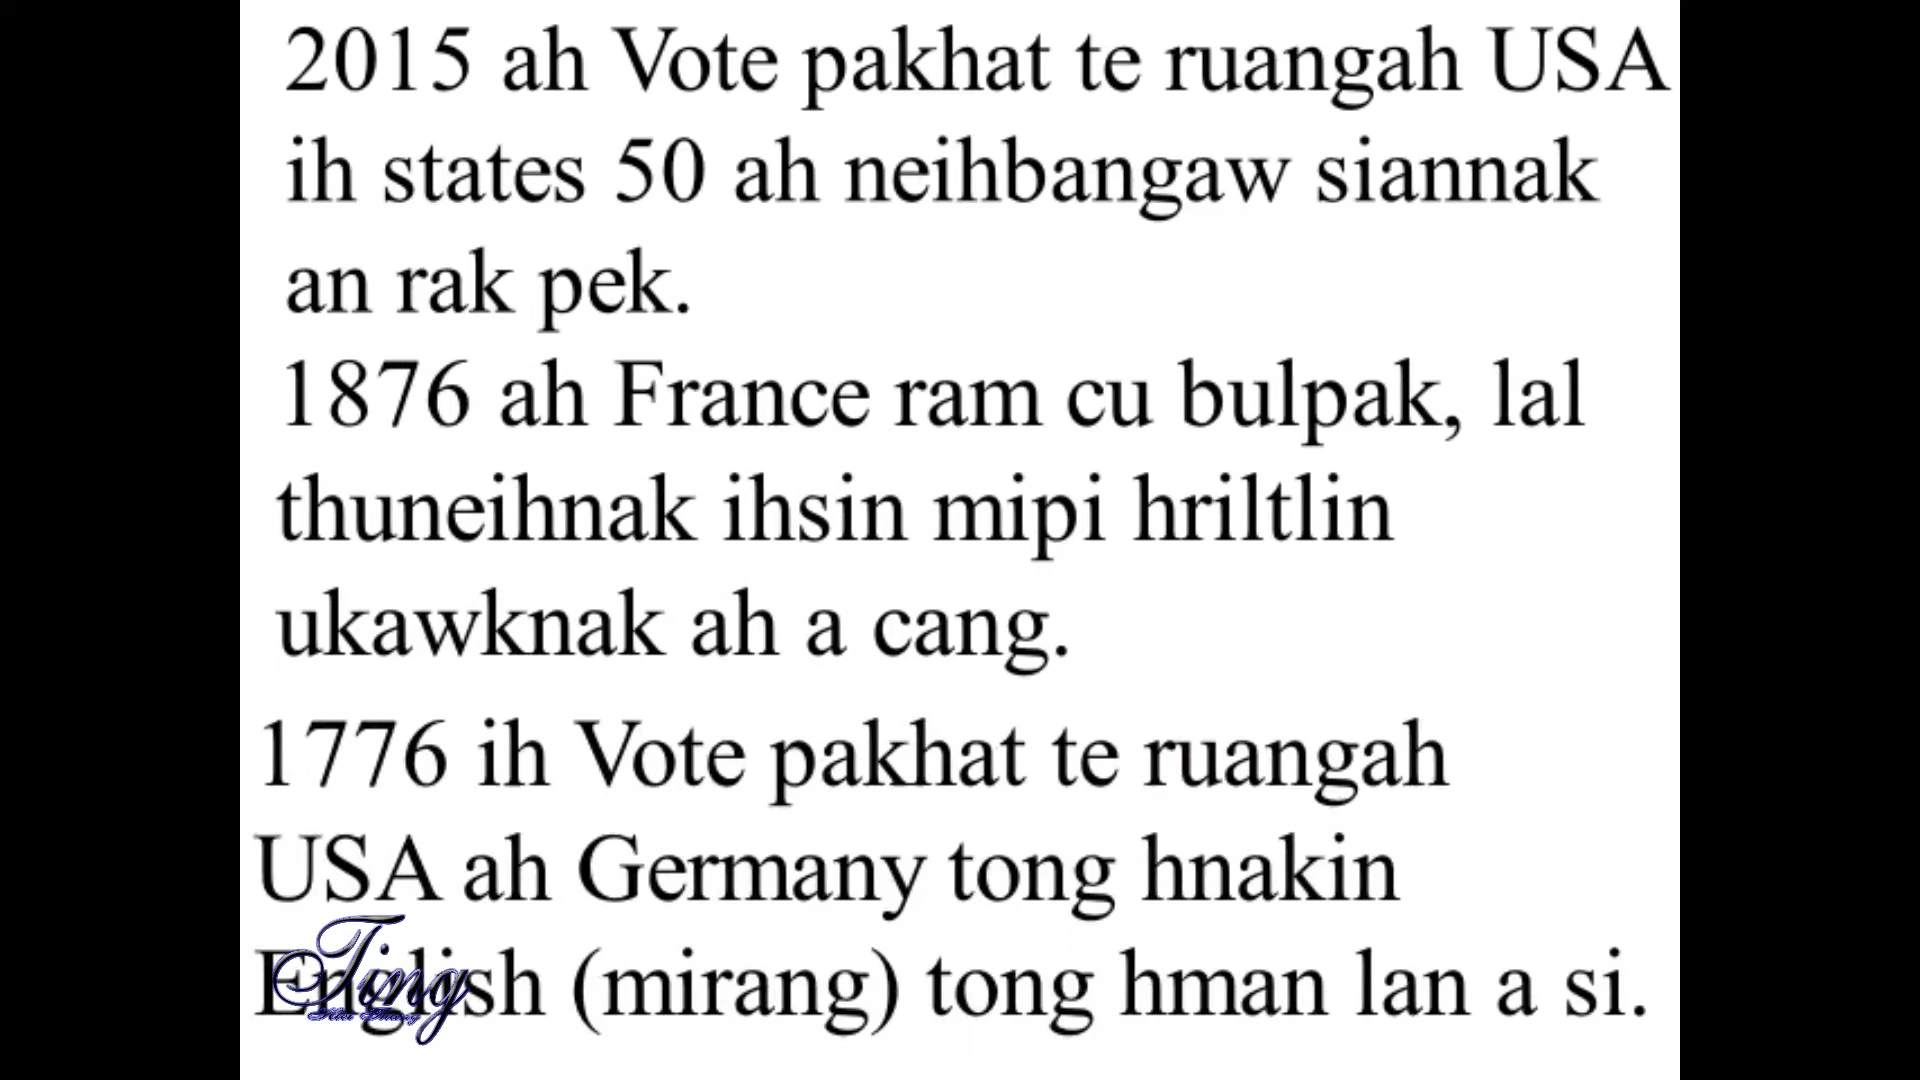 2015 ah Vote pakhat te ruangah USA
ih states 50 ah neihbangaw siannak
an rak pek.
1876 ah France ram cu bulpak, lal
thuneihnak ihsin mipi hriltlin
ukawknak ah a cang.
1776 ih Vote pakhat te ruangah
USA ah Germany tong hnakin
English (mirang) tong hman lan a si.
Ting